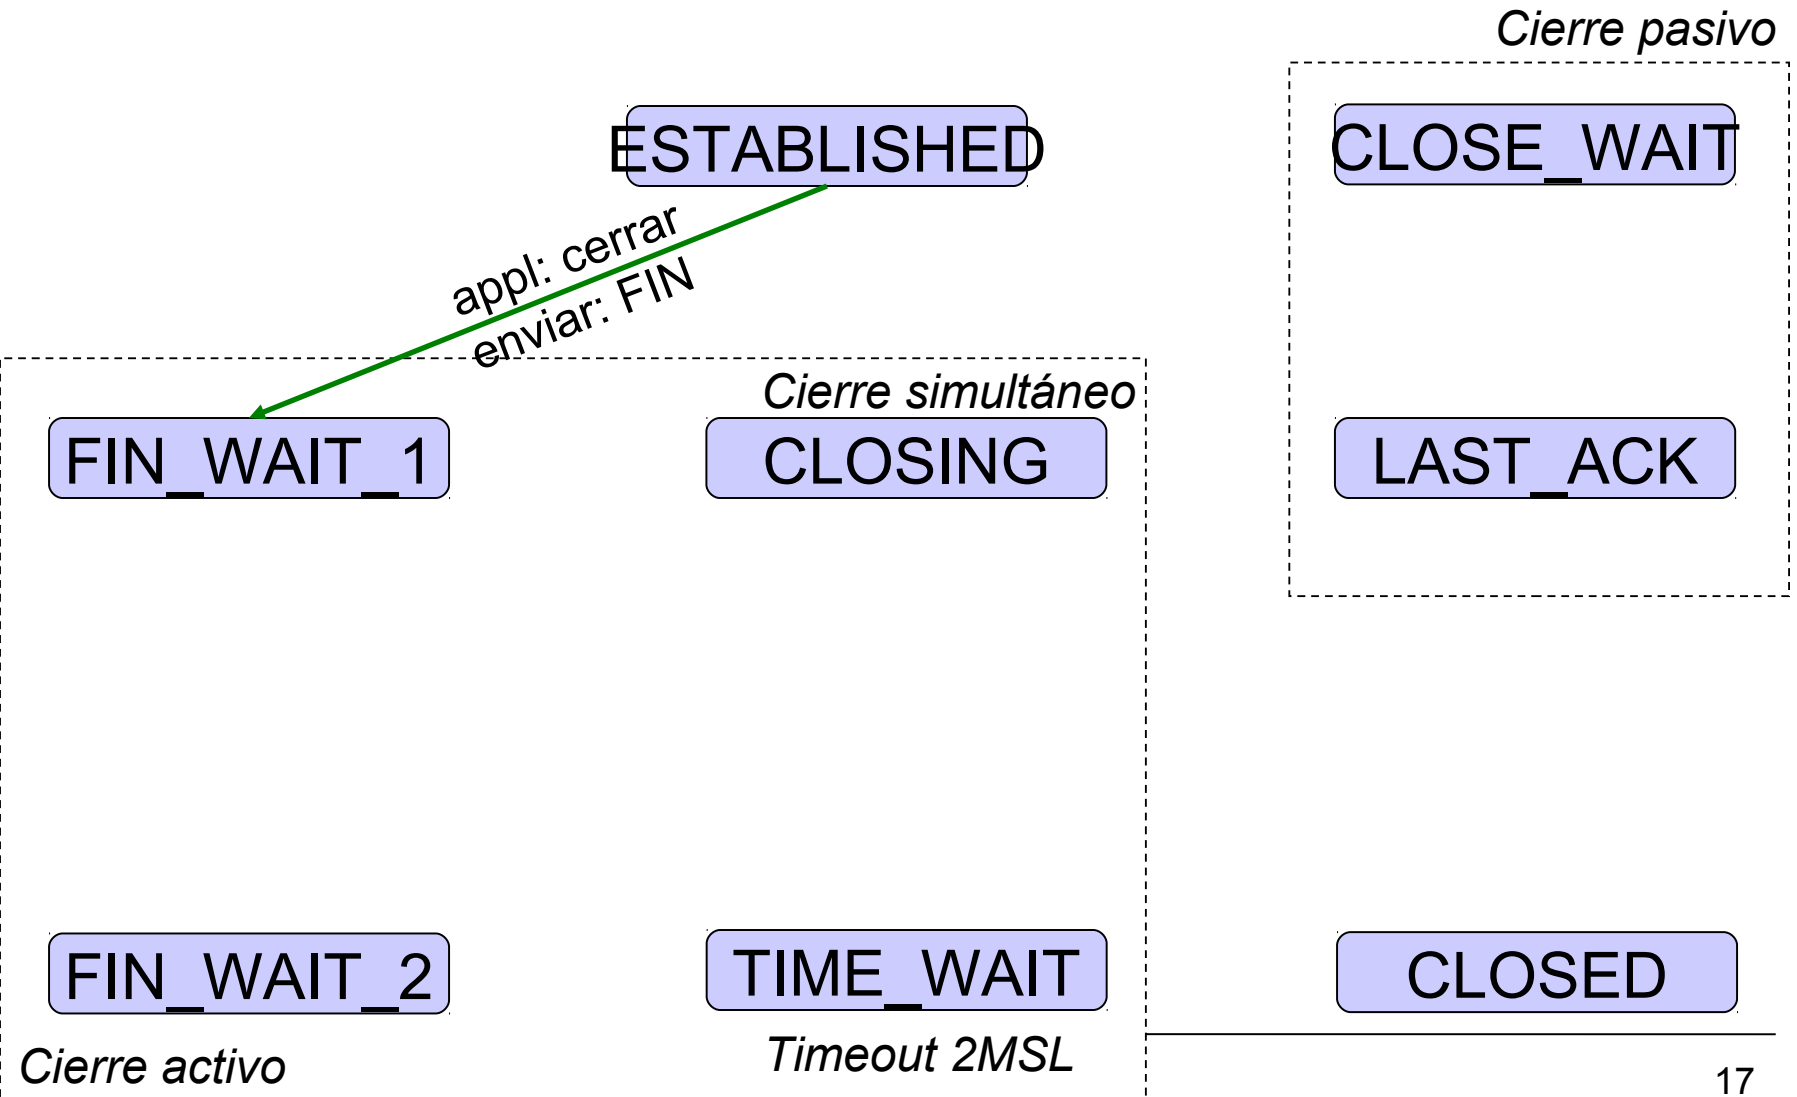 Cierre pasivo
ESTABLISHED
CLOSE_WAIT
appl: cerrar
enviar: FIN
Cierre simultáneo
FIN_WAIT_1
CLOSING
LAST_ACK
FIN_WAIT_2
TIME_WAIT
CLOSED
Cierre activo
Timeout 2MSL
17